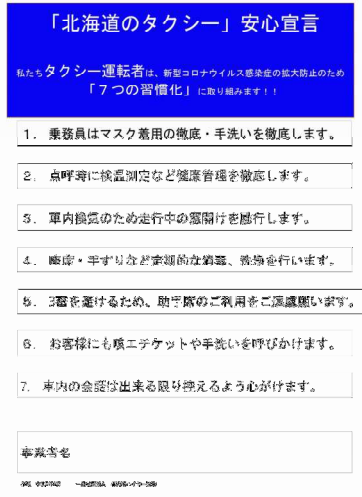 「北海道のタクシー」安心宣言
私たちタクシー運転者は、新型コロナウイルス感染症の拡大防止のため
「７つの習慣化」に取り組みます！！
１．乗務員はマスク着用の徹底・手洗いを徹底します。
２．点呼時に検温測定など健康管理を徹底します。
３．車内換気のため走行中の窓開けを励行します。
４．座席・手すりなど定期的な消毒、洗浄を行います。
５．3密を避けるため、助手席のご利用をご遠慮願います。
６．お客様にも咳エチケットや手洗いを呼びかけます。
７．車内の会話は出来る限り控えるよう心がけます。
事業者名